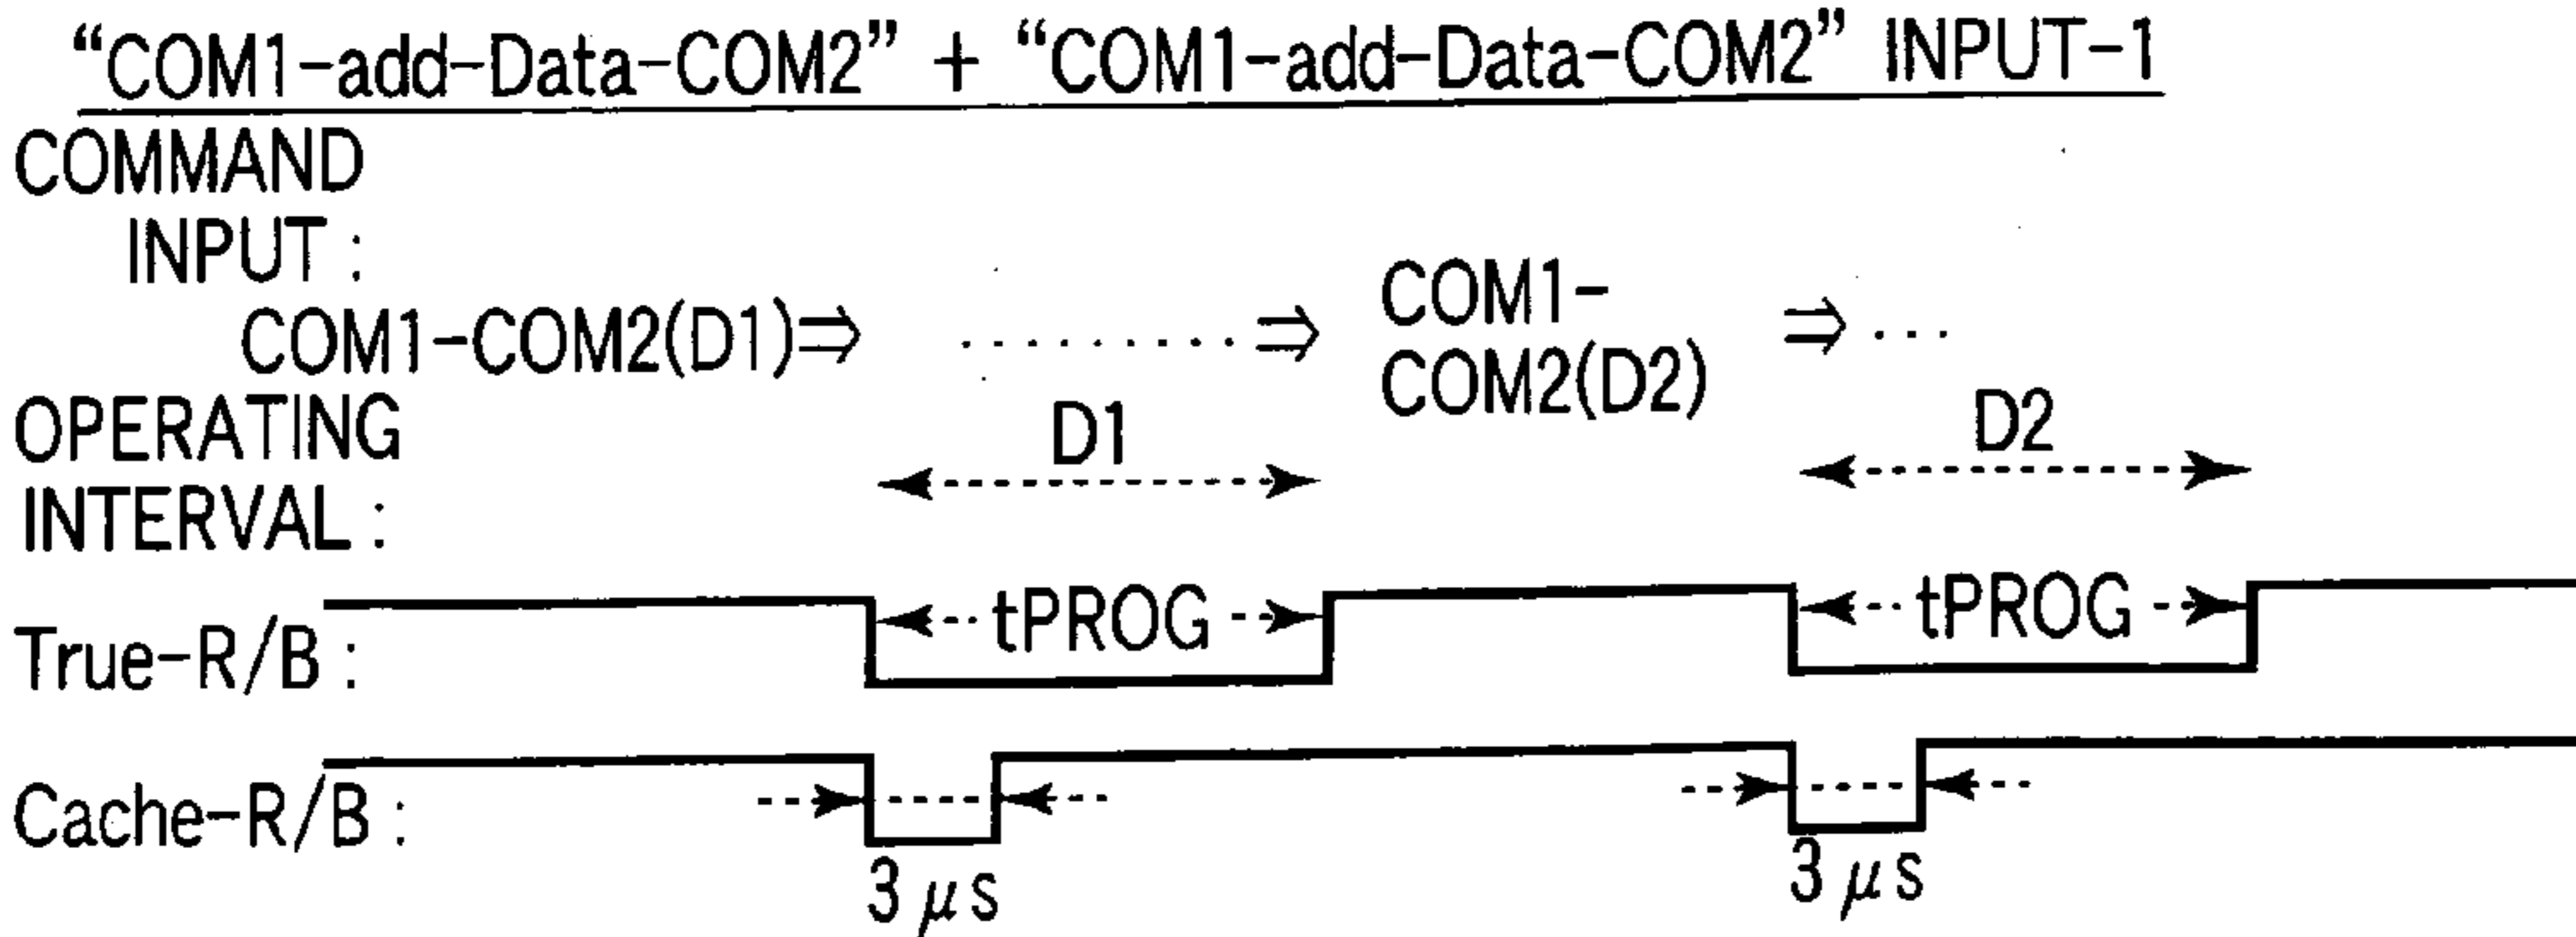 “COM1-add-Data-COM2” + “COM1-add-Data-COM2” INPUT-1
COMMAND
INPUT :
COM1-COM2(D1)⇒ ......... ⇒ COM1-
COM2(D2) ⇒ ...
OPERATING
INTERVAL :
D1 D2
True-R/B : tPROG tPROG
Cache-R/B :
3 μs 3 μs